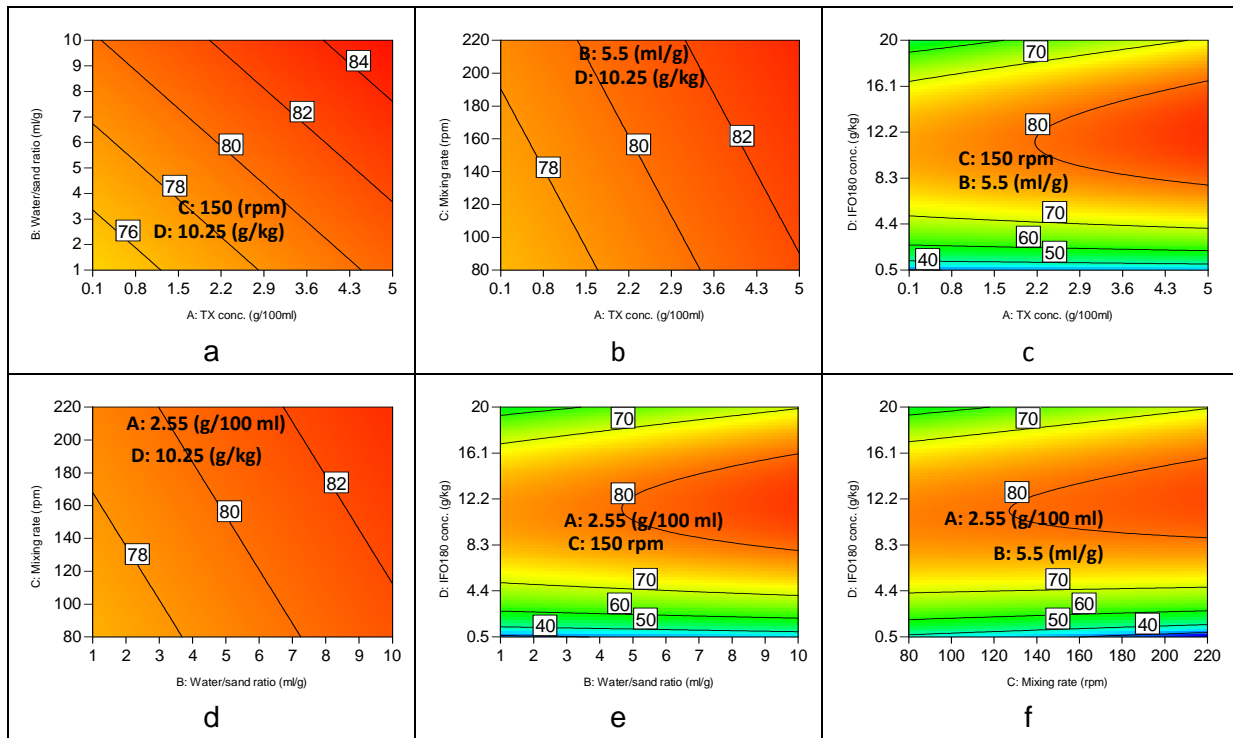 10
9
8
7
6
5
4
3
2
1
B: Water/sand ratio (ml/g)
84
82
80
78
76
C: 150 (rpm)
D: 10.25 (g/kg)
0.1 0.8 1.5 2.2 2.9 3.6 4.3 5
A: TX conc. (g/100ml)
a
220
200
180
160
140
120
100
80
C: Mixing rate (rpm)
B: 5.5 (ml/g)
D: 10.25 (g/kg)
78 80 82
0.1 0.8 1.5 2.2 2.9 3.6 4.3 5
A: TX conc. (g/100ml)
b
20
16.1
12.2
8.3
4.4
0.5
D: IFO180 conc. (g/kg)
70
80
C: 150 rpm
B: 5.5 (ml/g)
70
60
50
40
0.1 0.8 1.5 2.2 2.9 3.6 4.3 5
A: TX conc. (g/100ml)
c
220
200
180
160
140
120
100
80
C: Mixing rate (rpm)
A: 2.55 (g/100 ml)
D: 10.25 (g/kg)
82
80
78
1 2 3 4 5 6 7 8 9 10
B: Water/sand ratio (ml/g)
d
20
16.1
12.2
8.3
4.4
0.5
D: IFO180 conc. (g/kg)
70
80
A: 2.55 (g/100 ml)
C: 150 rpm
70
60
50
40
1 2 3 4 5 6 7 8 9 10
B: Water/sand ratio (ml/g)
e
20
16.1
12.2
8.3
4.4
0.5
D: IFO180 conc. (g/kg)
70
80
A: 2.55 (g/100 ml)
B: 5.5 (ml/g)
70
60
50
40
80 100 120 140 160 180 200 220
C: Mixing rate (rpm)
f